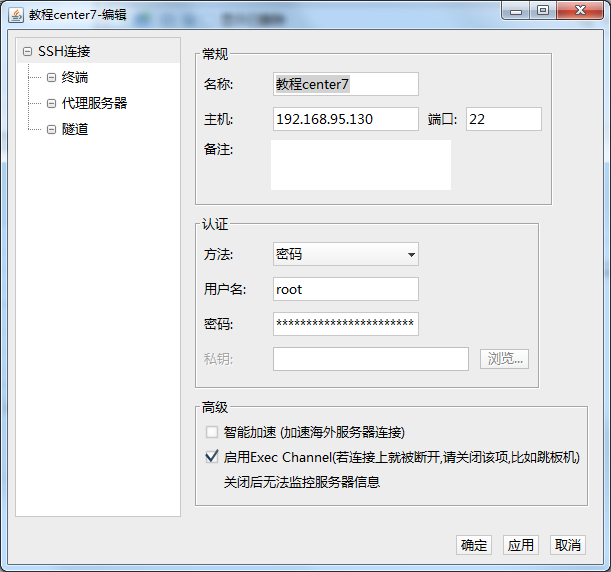 教程center7-编辑
SSH连接
终端
代理服务器
隧道
常规
名称: 教程center7
主机: 192.168.95.130 端口: 22
备注:
认证
方法: 密码
用户名: root
密码: ***********************
私钥: 浏览...
高级
智能加速 (加速海外服务器连接)
启用Exec Channel(若连接上就被断开,请关闭该项,比如跳板机)
关闭后无法监控服务器信息
确定 应用 取消